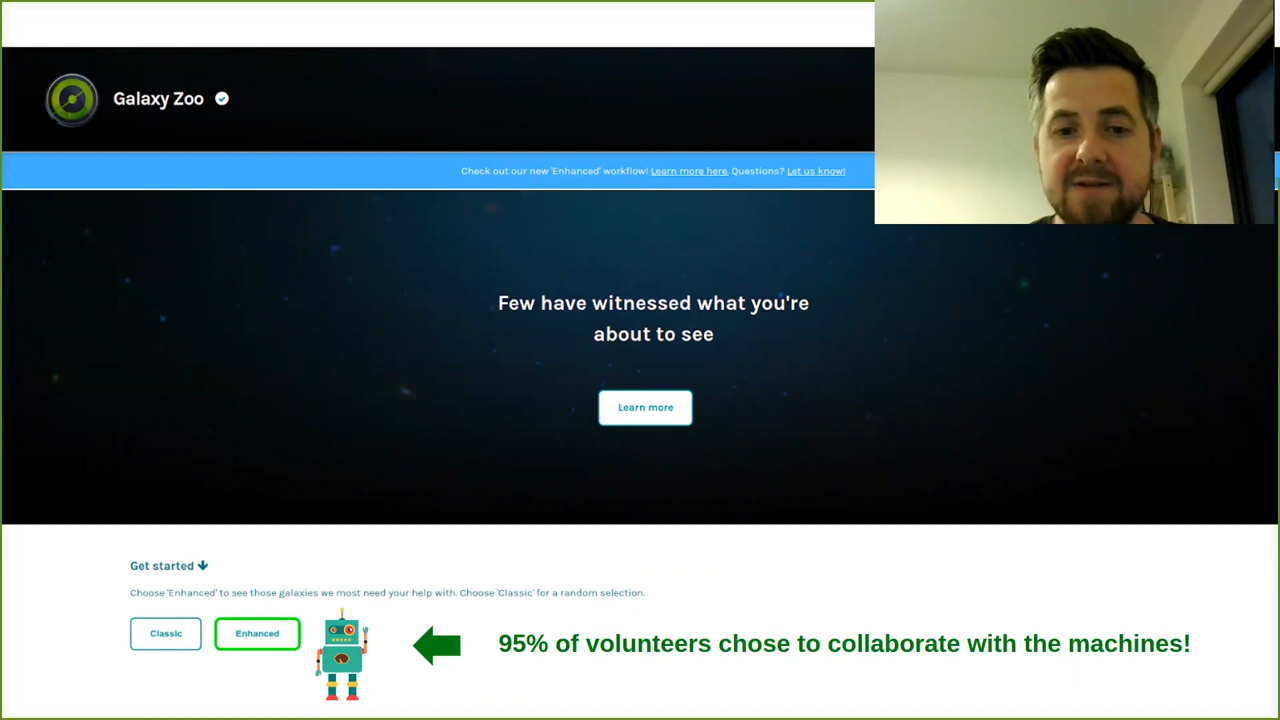 Galaxy Zoo
Check out our new 'Enhanced' workflow! Learn more here. Questions? Let us know!
Few have witnessed what you're
about to see
Learn more
Get started
Choose 'Enhanced' to see those galaxies we most need your help with. Choose 'Classic' for a random selection.
Classic
Enhanced
95% of volunteers chose to collaborate with the machines!